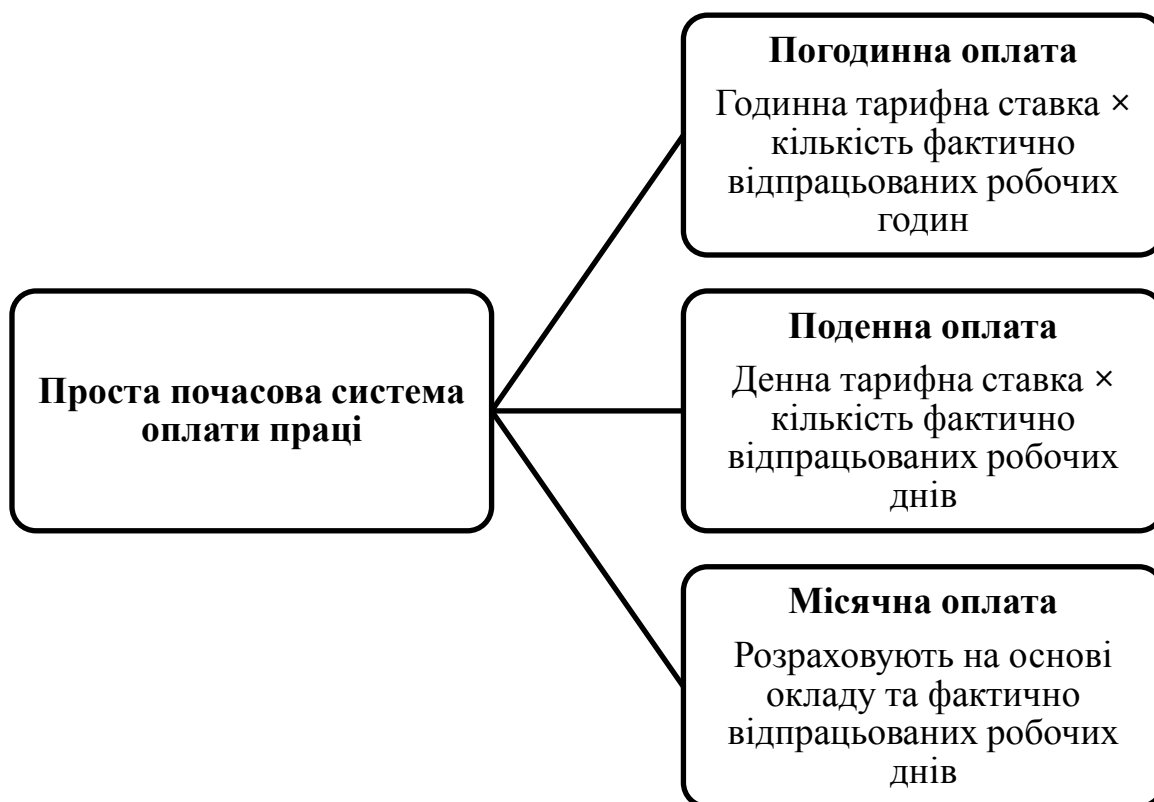 Проста почасова система
оплати праці
Погодинна оплата
Годинна тарифна ставка ×
кількість фактично
відпрацьованих робочих
годин
Поденна оплата
Денна тарифна ставка ×
кількість фактично
відпрацьованих робочих
днів
Місячна оплата
Розраховують на основі
окладу та фактично
відпрацьованих робочих
днів